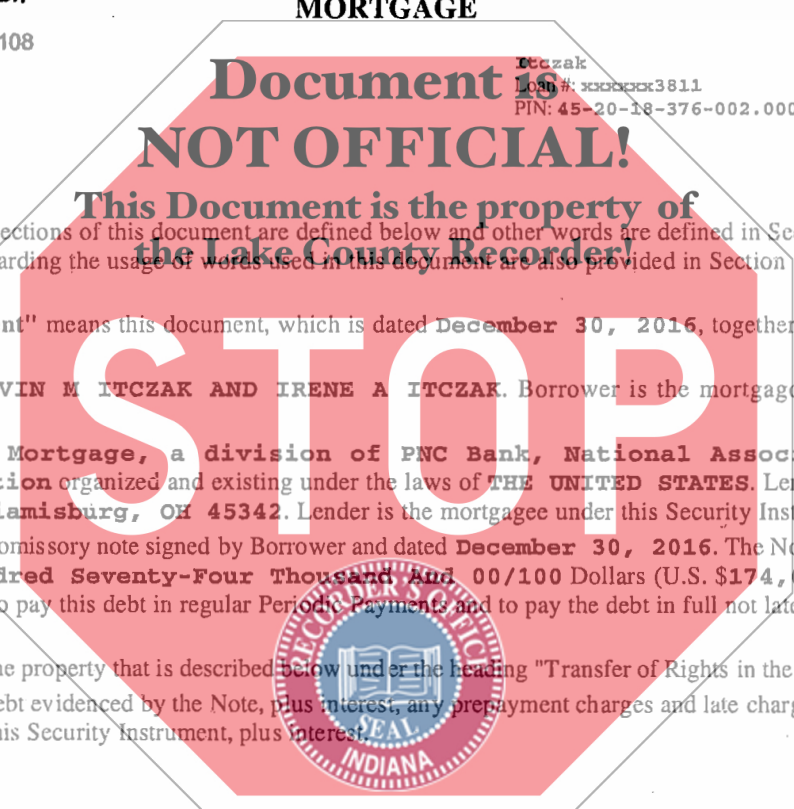 MORTGAGE
108
Itczak
Loan #: xxxxxx3811
PIN: 45-20-18-376-002.000
Document is
NOT OFFICIAL!
This Document is the property of
the Lake County Recorder!
ections of this document are defined below and other words are defined in Se
arding the usage of words used in this document are also provided in Section
nt" means this document, which is dated December 30, 2016, together
VIN M ITCZAK AND IRENE A ITCZAK. Borrower is the mortgago
Mortgage, a division of PNC Bank, National Assoc
tion organized and existing under the laws of THE UNITED STATES. Len
iamisburg, OH 45342. Lender is the mortgagee under this Security Inst
omissory note signed by Borrower and dated December 30, 2016. The No
dred Seventy-Four Thousand And 00/100 Dollars (U.S. $174,
o pay this debt in regular Periodic Payments and to pay the debt in full not late
STOP
ne property that is described below under the heading "Transfer of Rights in the
ebt evidenced by the Note, plus interest, any prepayment charges and late charg
his Security Instrument, plus interest.
RECORDER'S OFFICE
SEAL
INDIANA